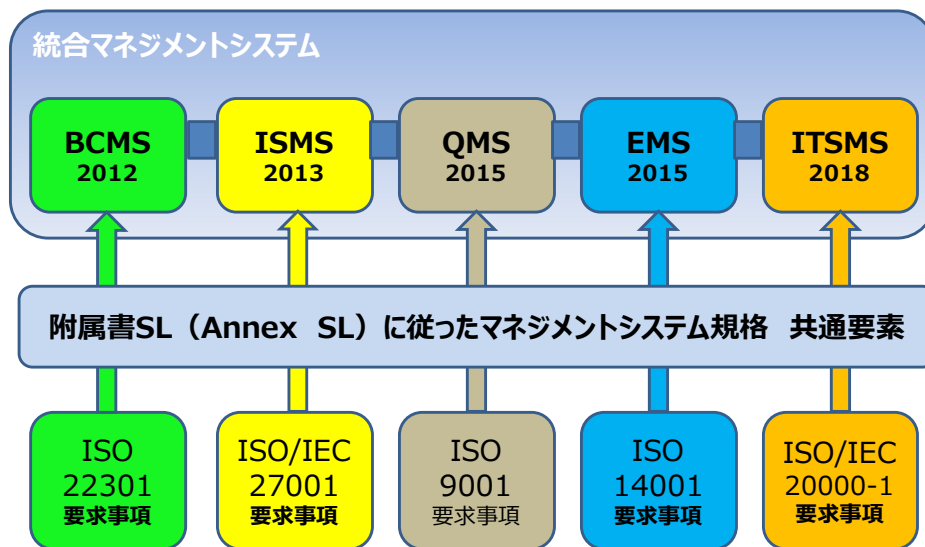 統合マネジメントシステム
BCMS
2012
ISMS
2013
QMS
2015
EMS
2015
ITSMS
2018
附属書SL（Annex SL）に従ったマネジメントシステム規格 共通要素
ISO
22301
要求事項
ISO/IEC
27001
要求事項
ISO
9001
要求事項
ISO
14001
要求事項
ISO/IEC
20000-1
要求事項